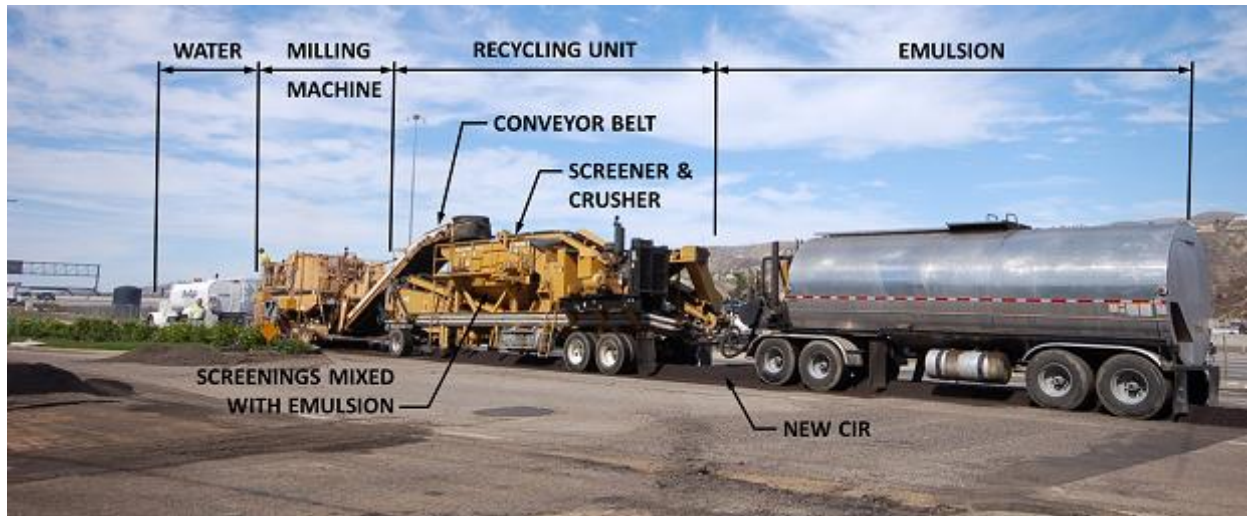 WATER
MILLING
MACHINE
RECYCLING UNIT
EMULSION
CONVEYOR BELT
SCREENER &
CRUSHER
SCREENINGS MIXED
WITH EMULSION
NEW CIR